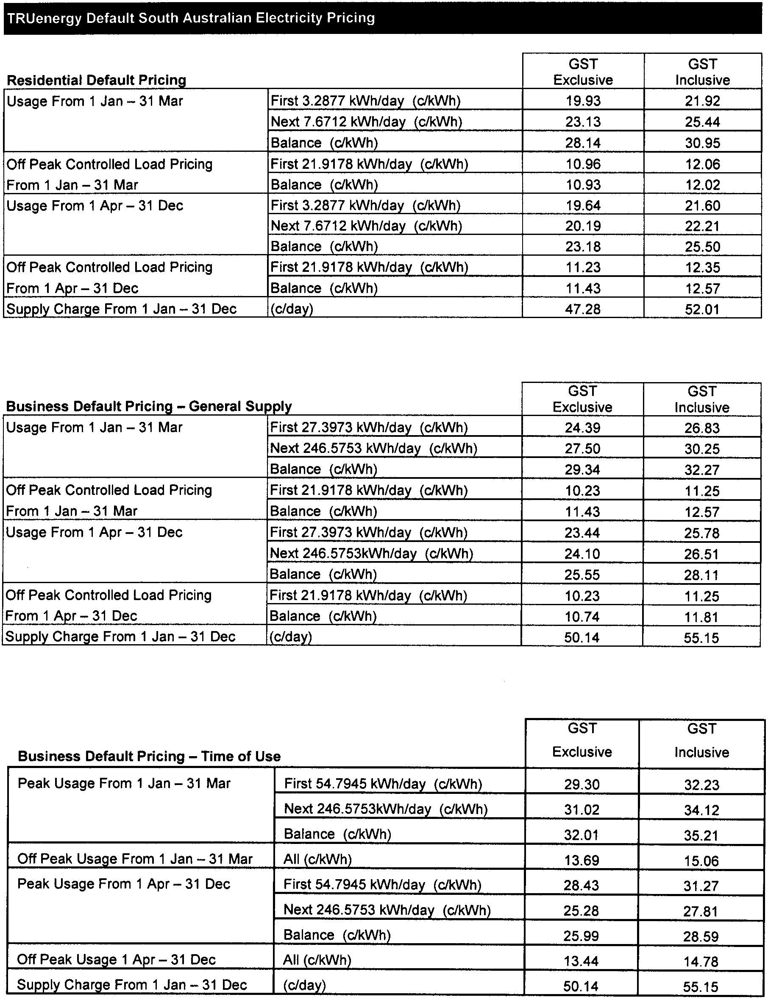 TRUenergy Default South Australian Electricity Pricing
GST GST
Residential Default Pricing Exclusive Inclusive
Usage From 1 Jan – 31 Mar First 3.2877 kWh/day (c/kWh) 19.93 21.92
Next 7.6712 kWh/day (c/kWh) 23.13 25.44
Balance (c/kWh) 28.14 30.95
Off Peak Controlled Load Pricing First 21.9178 kWh/day (c/kWh) 10.96 12.06
From 1 Jan – 31 Mar Balance (c/kWh) 10.93 12.02
Usage From 1 Apr – 31 Dec First 3.2877 kWh/day (c/kWh) 19.64 21.60
Next 7.6712 kWh/day (c/kWh) 20.19 22.21
Balance (c/kWh) 23.18 25.50
Off Peak Controlled Load Pricing First 21.9178 kWh/day (c/kWh) 11.23 12.35
From 1 Apr – 31 Dec Balance (c/kWh) 11.43 12.57
Supply Charge From 1 Jan – 31 Dec (c/day) 47.28 52.01
GST GST
Business Default Pricing – General Supply Exclusive Inclusive
Usage From 1 Jan – 31 Mar First 27.3973 kWh/day (c/kWh) 24.39 26.83
Next 246.5753 kWh/day (c/kWh) 27.50 30.25
Balance (c/kWh) 29.34 32.27
Off Peak Controlled Load Pricing First 21.9178 kWh/day (c/kWh) 10.23 11.25
From 1 Jan – 31 Mar Balance (c/kWh) 11.43 12.57
Usage From 1 Apr – 31 Dec First 27.3973 kWh/day (c/kWh) 23.44 25.78
Next 246.5753kWh/day (c/kWh) 24.10 26.51
Balance (c/kWh) 25.55 28.11
Off Peak Controlled Load Pricing First 21.9178 kWh/day (c/kWh) 10.23 11.25
From 1 Apr – 31 Dec Balance (c/kWh) 10.74 11.81
Supply Charge From 1 Jan – 31 Dec (c/day) 50.14 55.15
GST GST
Business Default Pricing – Time of Use Exclusive Inclusive
Peak Usage From 1 Jan – 31 Mar First 54.7945 kWh/day (c/kWh) 29.30 32.23
Next 246.5753kWh/day (c/kWh) 31.02 34.12
Balance (c/kWh) 32.01 35.21
Off Peak Usage From 1 Jan – 31 Mar All (c/kWh) 13.69 15.06
Peak Usage From 1 Apr – 31 Dec First 54.7945 kWh/day (c/kWh) 28.43 31.27
Next 246.5753 kWh/day (c/kWh) 25.28 27.81
Balance (c/kWh) 25.99 28.59
Off Peak Usage 1 Apr – 31 Dec All (c/kWh) 13.44 14.78
Supply Charge From 1 Jan – 31 Dec (c/day) 50.14 55.15